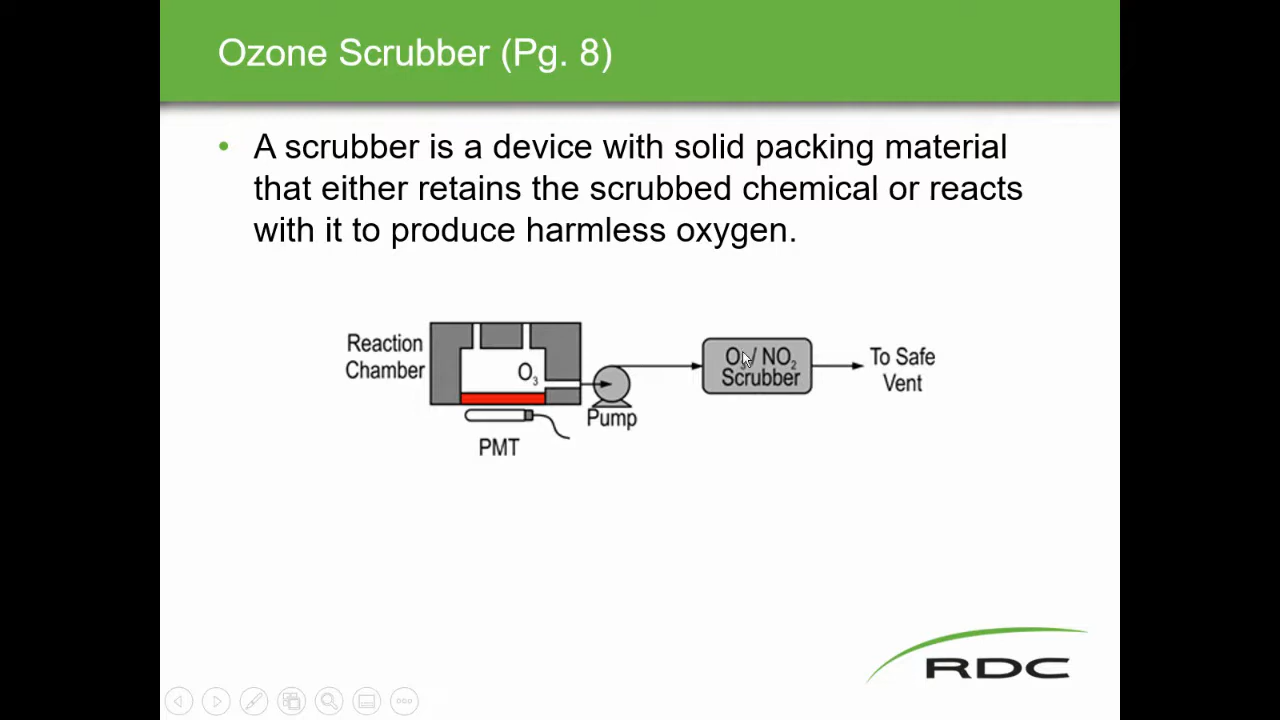 Ozone Scrubber (Pg. 8)
• A scrubber is a device with solid packing material
that either retains the scrubbed chemical or reacts
with it to produce harmless oxygen.
Reaction
Chamber
O₃
Pump
PMT
O₃/ NO₂
Scrubber
To Safe
Vent
RDC